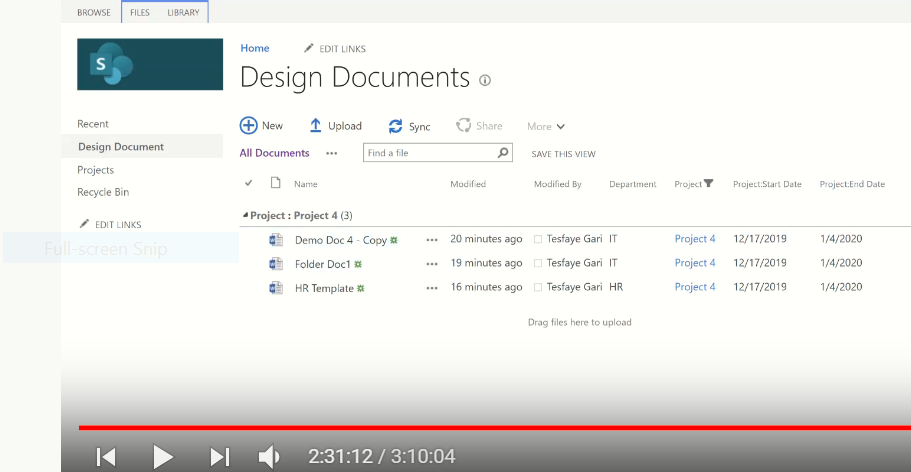 BROWSE FILES LIBRARY
S
Home EDIT LINKS
Design Documents
Recent
Design Document
Projects
Recycle Bin
EDIT LINKS
Full-screen Snip
New Upload Sync Share More
All Documents ... Find a file SAVE THIS VIEW
Name Modified Modified By Department Project Project:Start Date Project:End Date
Project : Project 4 (3)
Demo Doc 4 - Copy ... 20 minutes ago Tesfaye Gari IT Project 4 12/17/2019 1/4/2020
Folder Doc1 ... 19 minutes ago Tesfaye Gari IT Project 4 12/17/2019 1/4/2020
HR Template ... 16 minutes ago Tesfaye Gari HR Project 4 12/17/2019 1/4/2020
Drag files here to upload
2:31:12 / 3:10:04